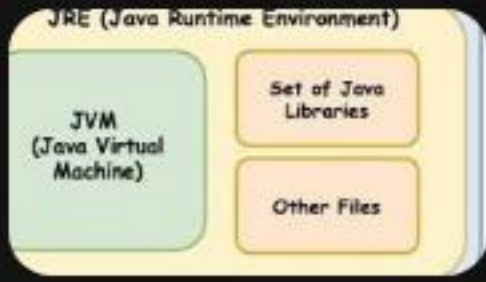 JRE (Java Runtime Environment)
JVM
(Java Virtual
Machine)
Set of Java
Libraries
Other Files